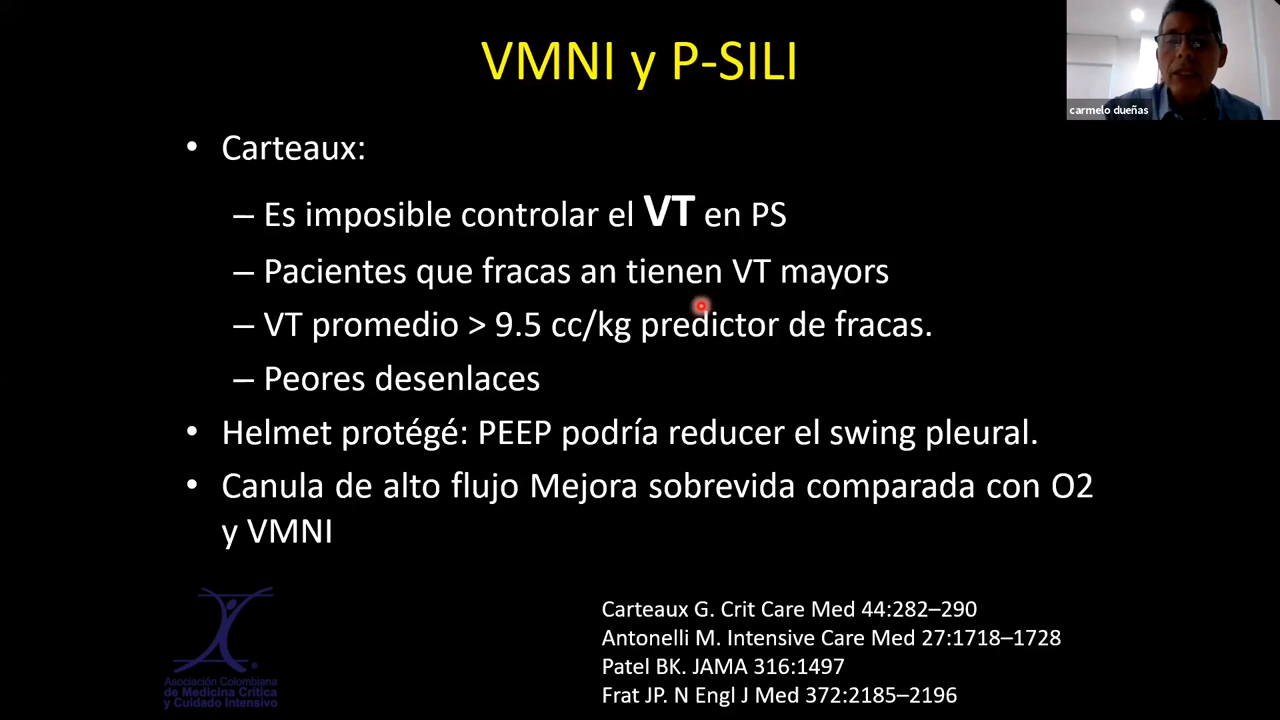 VMNI y P-SILI
carmelo dueñas
• Carteaux:
– Es imposible controlar el VT en PS
– Pacientes que fracas an tienen VT mayors
– VT promedio > 9.5 cc/kg predictor de fracas.
– Peores desenlaces
• Helmet protégé: PEEP podría reducer el swing pleural.
• Canula de alto flujo Mejora sobrevida comparada con O2
y VMNI
Asociación Colombiana
de Medicina Crítica
y Cuidado Intensivo
Carteaux G. Crit Care Med 44:282–290
Antonelli M. Intensive Care Med 27:1718–1728
Patel BK. JAMA 316:1497
Frat JP. N Engl J Med 372:2185–2196